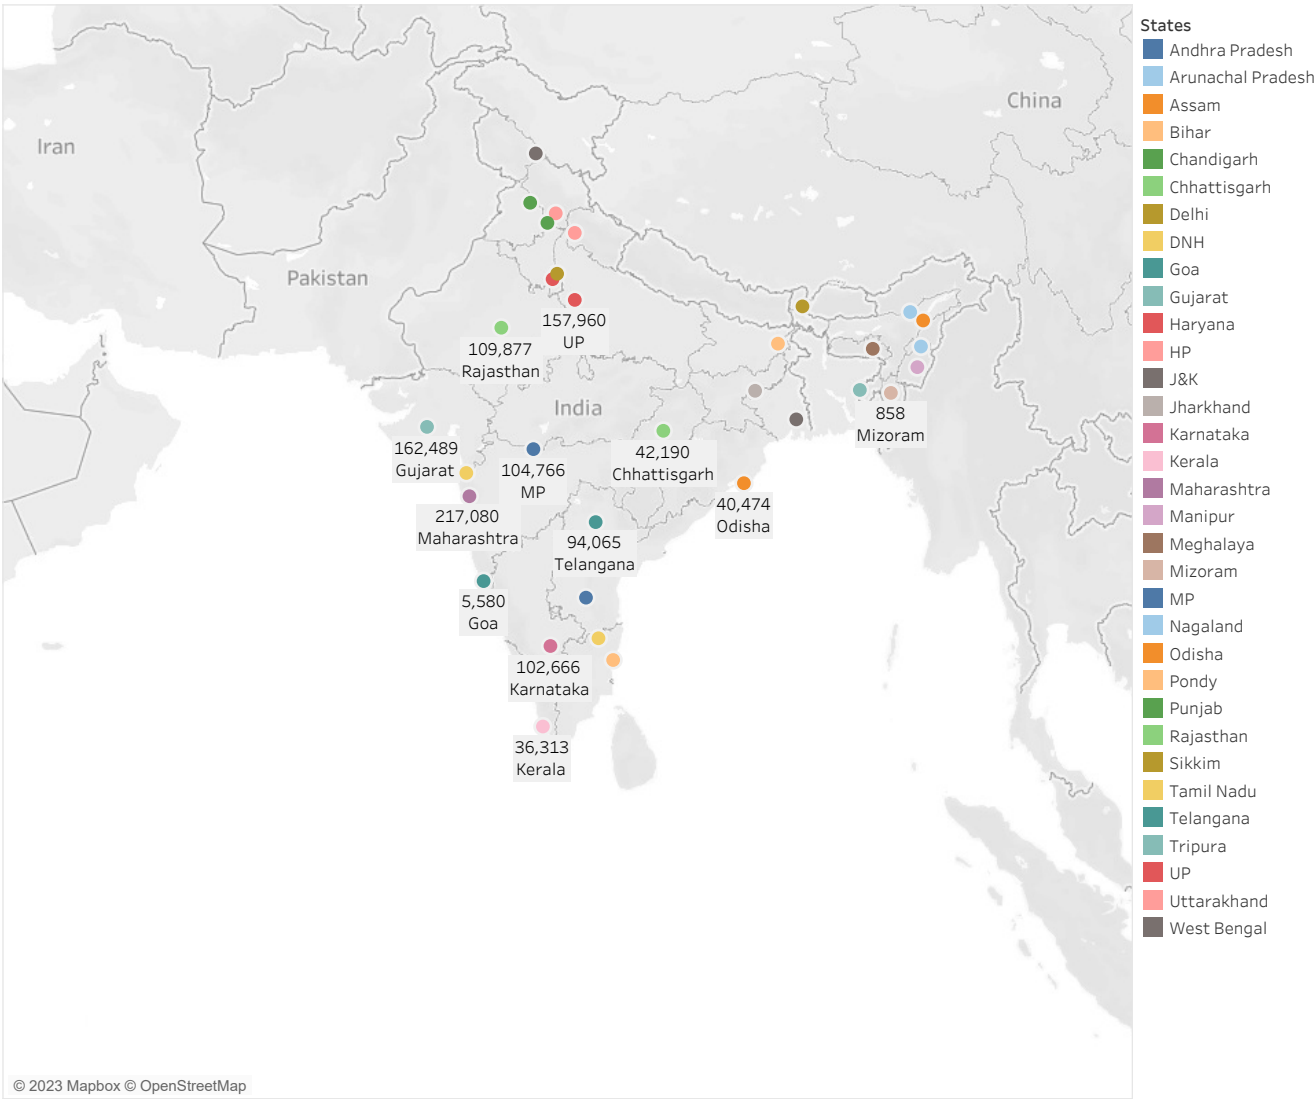 China
Iran
Pakistan
157,960
UP
109,877
Rajasthan
India
858
Mizoram
162,489
Gujarat
104,766
MP
42,190
Chhattisgarh
217,080
Maharashtra
40,474
Odisha
94,065
Telangana
5,580
Goa
102,666
Karnataka
36,313
Kerala
© 2023 Mapbox © OpenStreetMap
States
Andhra Pradesh
Arunachal Pradesh
Assam
Bihar
Chandigarh
Chhattisgarh
Delhi
DNH
Goa
Gujarat
Haryana
HP
J&K
Jharkhand
Karnataka
Kerala
Maharashtra
Manipur
Meghalaya
Mizoram
MP
Nagaland
Odisha
Pondy
Punjab
Rajasthan
Sikkim
Tamil Nadu
Telangana
Tripura
UP
Uttarakhand
West Bengal